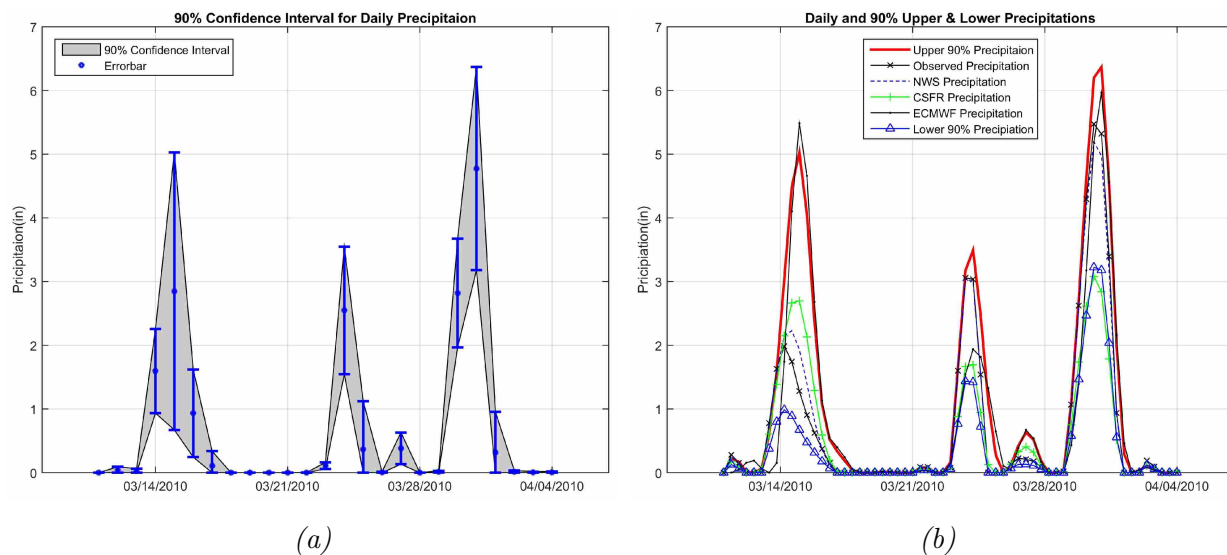 90% Confidence Interval for Daily Precipitaion
7
6
5
4
3
2
1
0
Pricipitaion(in)
90% Confidence Interval
Errorbar
03/14/2010
03/21/2010
03/28/2010
04/04/2010
(a)
Daily and 90% Upper & Lower Precipitations
7
6
5
4
3
2
1
0
Pricipiation(in)
Upper 90% Precipitaion
Observed Precipitation
NWS Precipitation
CSFR Precipitation
ECMWF Precipitation
Lower 90% Precipiation
03/14/2010
03/21/2010
03/28/2010
04/04/2010
(b)